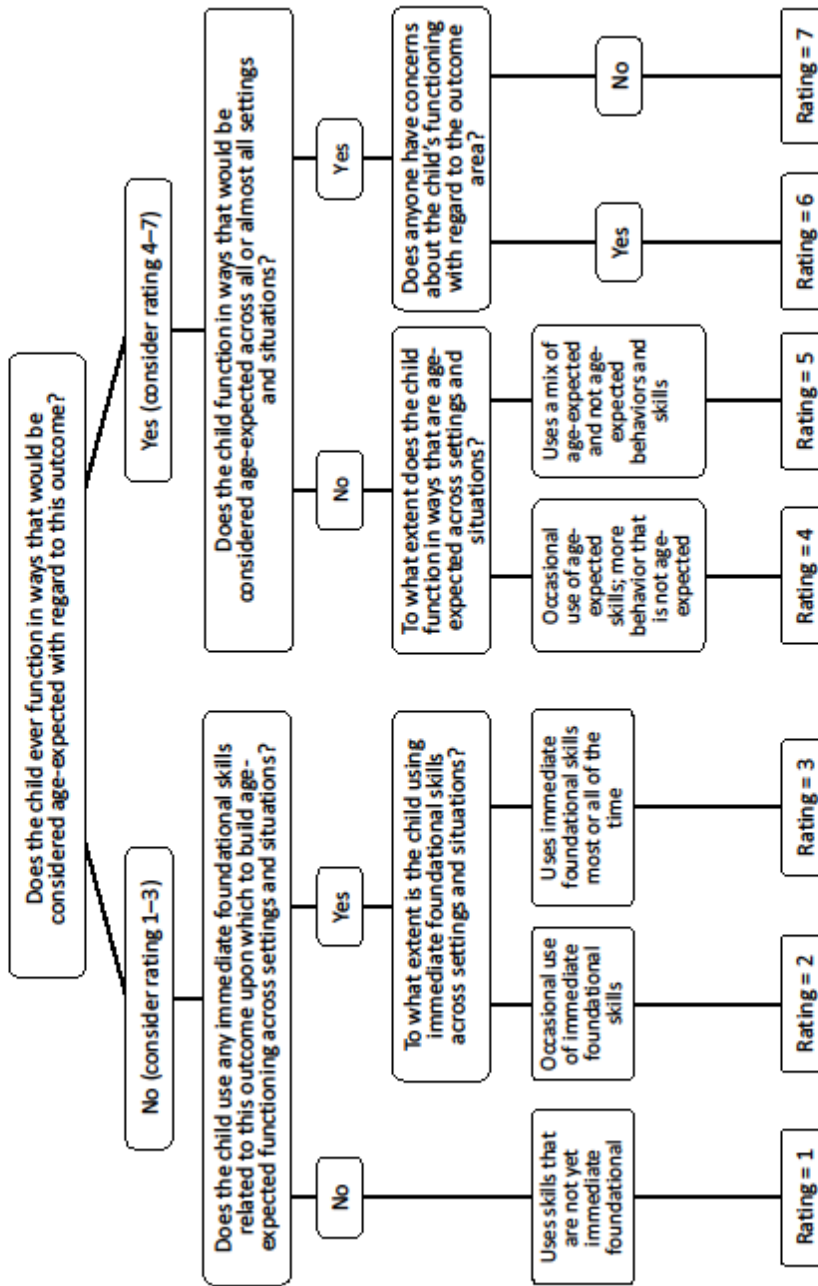 Does the child ever function in ways that would be
considered age-expected with regard to this outcome?
No (consider rating 1–3)
Yes (consider rating 4–7)
Does the child use any immediate foundational skills
related to this outcome upon which to build age-
expected functioning across settings and situations?
Does the child function in ways that would be
considered age-expected across all or almost all settings
and situations?
No
Yes
No
Yes
To what extent is the child using
immediate foundational skills
across settings and situations?
To what extent does the child
function in ways that are age-
expected across settings and
situations?
Does anyone have concerns
about the child's functioning
with regard to the outcome
area?
Uses skills that
are not yet
immediate
foundational
Occasional use
of immediate
foundational
skills
Uses immediate
foundational skills
most or all of the
time
Occasional
use of age-
expected
skills; more
behavior that
is not age-
expected
Uses a mix of
age-expected
and not age-
expected
behaviors and
skills
Yes
No
Rating = 1
Rating = 2
Rating = 3
Rating = 4
Rating = 5
Rating = 6
Rating = 7